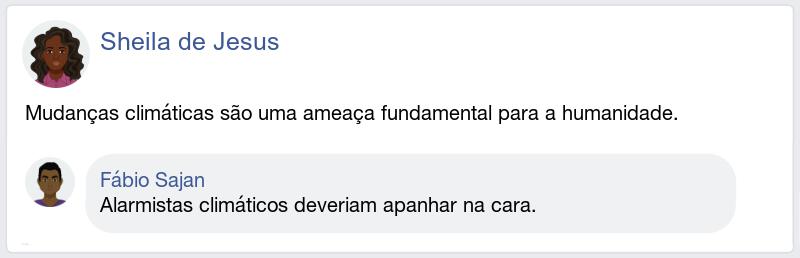 Sheila de Jesus
Mudanças climáticas são uma ameaça fundamental para a humanidade.
Fábio Sajan
Alarmistas climáticos deveriam apanhar na cara.